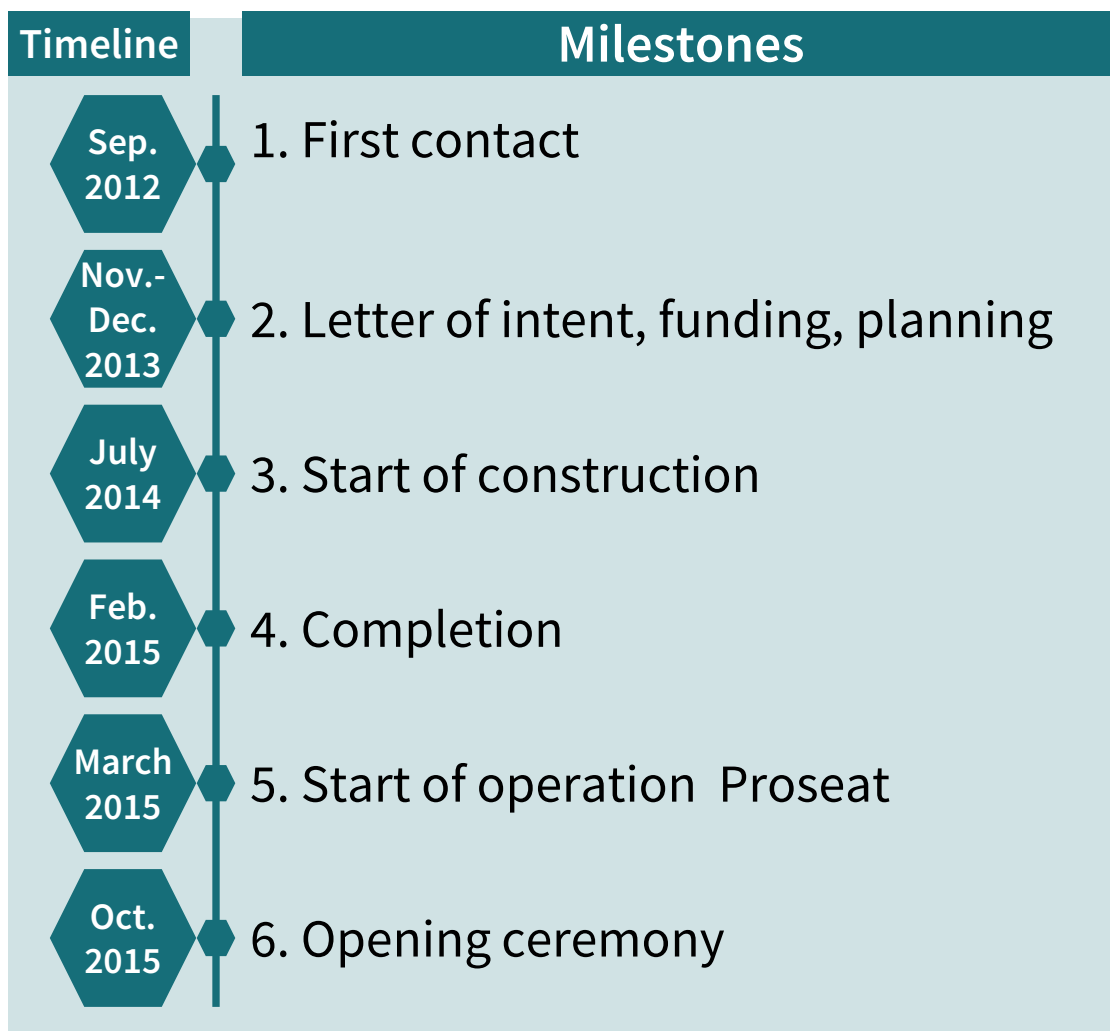 Timeline
Milestones
Sep.
2012
1. First contact
Nov.-
Dec.
2013
2. Letter of intent, funding, planning
July
2014
3. Start of construction
Feb.
2015
4. Completion
March
2015
5. Start of operation  Proseat
Oct.
2015
6. Opening ceremony